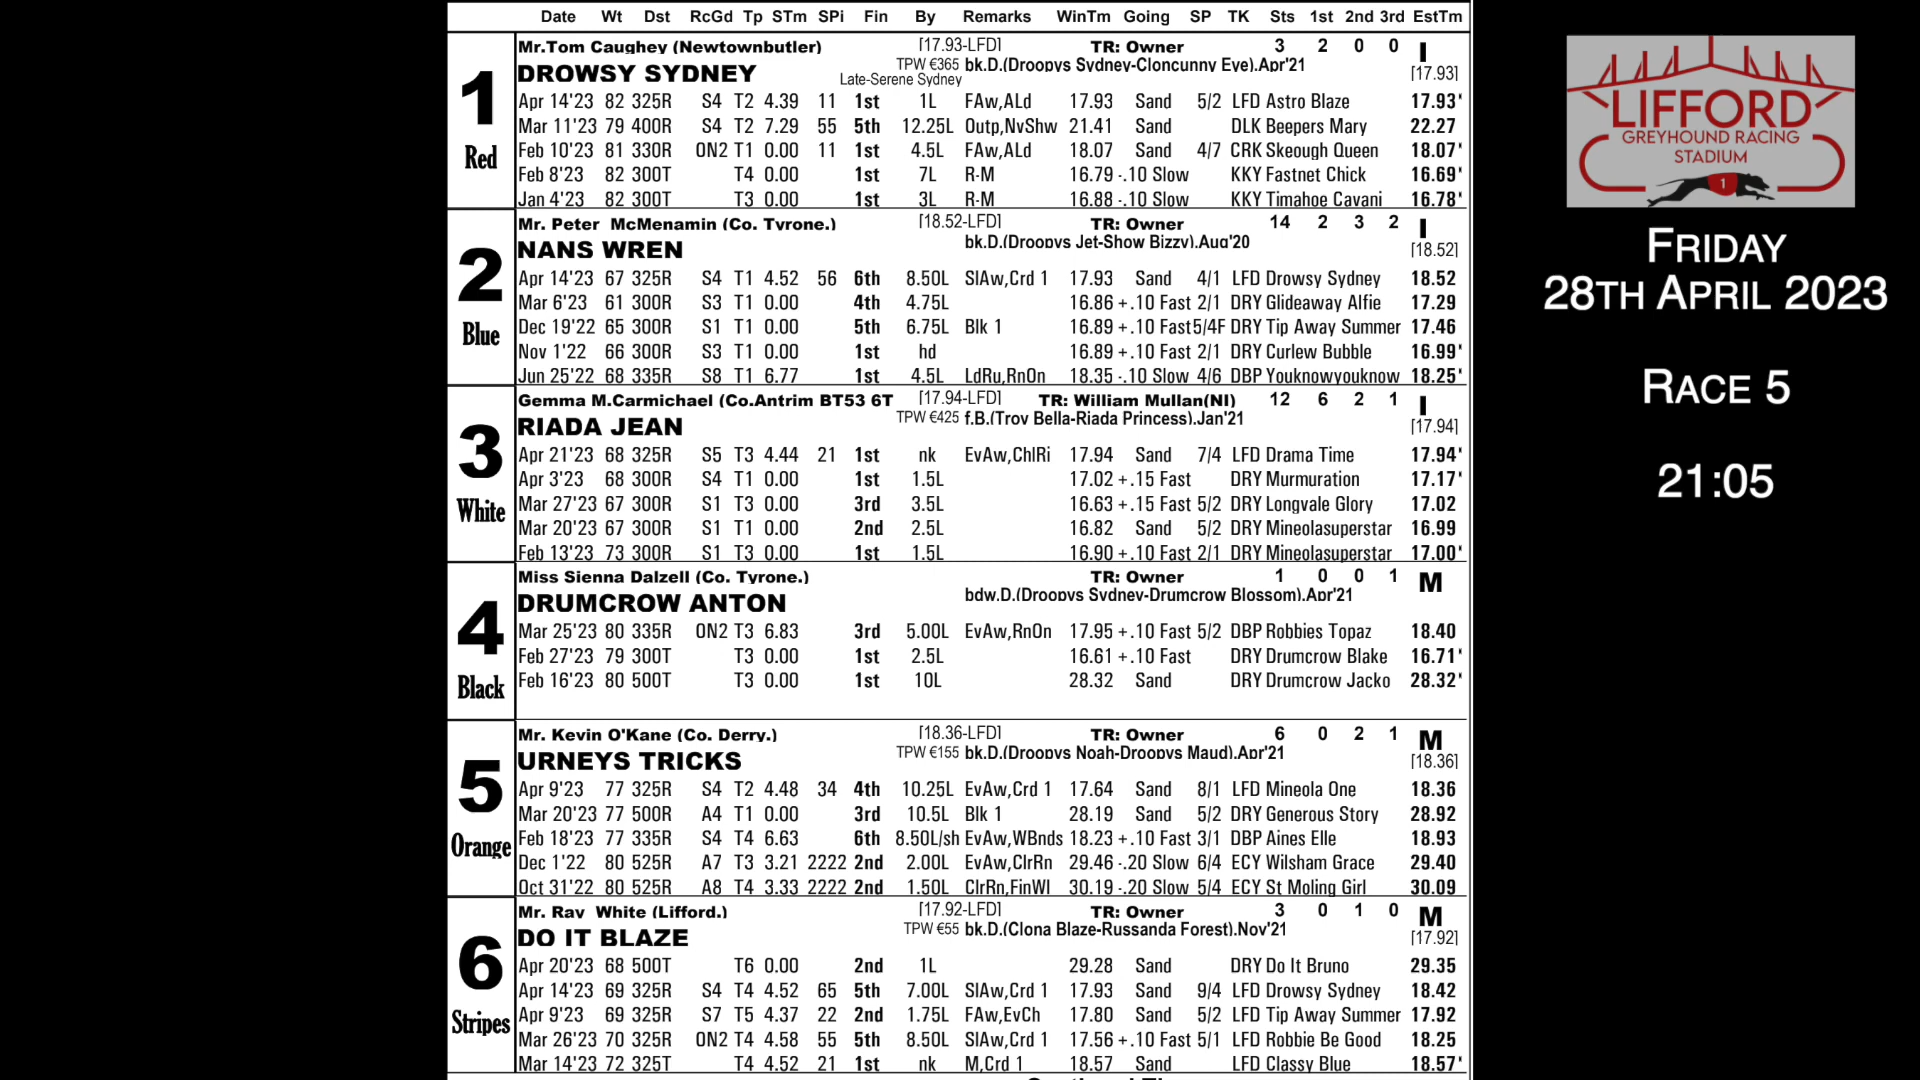 Date Wt Dst RcGd Tp STm SPi Fin By Remarks WinTm Going SP TK Sts 1st 2nd 3rd EstTm
1
Red
Mr.Tom Caughey (Newtownbutler) [17.93-LFD] TR: Owner 3 2 0 0 I
DROWSY SYDNEY TPW €365 bk.D.(Droopys Sydney-Cloncunny Eve).Apr'21 [17.93]
Late-Serene Sydney
Apr 14'23 82 325R S4 T2 4.39 11 1st 1L FAw,ALd 17.93 Sand 5/2 LFD Astro Blaze 17.93*
Mar 11'23 79 400R S4 T2 7.29 55 5th 12.25L Outp,NvShw 21.41 Sand DLK Beepers Mary 22.27
Feb 10'23 81 330R ON2 T1 0.00 11 1st 4.5L FAw,ALd 18.07 Sand 4/7 CRK Skeough Queen 18.07*
Feb 8'23 82 300T T4 0.00 1st 7L R-M 16.79 -.10 Slow KKY Fastnet Chick 16.69*
Jan 4'23 82 300T T3 0.00 1st 3L R-M 16.88 -.10 Slow KKY Timahoe Cavani 16.78*
2
Blue
Mr. Peter McMenamin (Co. Tyrone.) [18.52-LFD] TR: Owner 14 2 3 2 I
NANS WREN bk.D.(Droopys Jet-Show Bizzy).Aug'20 [18.52]
Apr 14'23 67 325R S4 T1 4.52 56 6th 8.50L SlAw,Crd 1 17.93 Sand 4/1 LFD Drowsy Sydney 18.52
Mar 6'23 61 300R S3 T1 0.00 4th 4.75L 16.86 +.10 Fast 2/1 DRY Glideaway Alfie 17.29
Dec 19'22 65 300R S1 T1 0.00 5th 6.75L Blk 1 16.89 +.10 Fast 5/4F DRY Tip Away Summer 17.46
Nov 1'22 66 300R S3 T1 0.00 1st hd 16.89 +.10 Fast 2/1 DRY Curlew Bubble 16.99*
Jun 25'22 68 335R S8 T1 6.77 1st 4.5L LdRu,RnOn 18.35 -.10 Slow 4/6 DBP Youknowyouknow 18.25*
3
White
Gemma M.Carmichael (Co.Antrim BT53 6T [17.94-LFD] TR: William Mullan(NI) 12 6 2 1 I
RIADA JEAN TPW €425 f.B.(Troy Bella-Riada Princess).Jan'21 [17.94]
Apr 21'23 68 325R S5 T3 4.44 21 1st nk EvAw,ChlRi 17.94 Sand 7/4 LFD Drama Time 17.94*
Apr 3'23 68 300R S4 T1 0.00 1st 1.5L 17.02 +.15 Fast DRY Murmuration 17.17*
Mar 27'23 67 300R S1 T3 0.00 3rd 3.5L 16.63 +.15 Fast 5/2 DRY Longvale Glory 17.02
Mar 20'23 67 300R S1 T1 0.00 2nd 2.5L 16.82 Sand 5/2 DRY Mineolasuperstar 16.99
Feb 13'23 73 300R S1 T3 0.00 1st 1.5L 16.90 +.10 Fast 2/1 DRY Mineolasuperstar 17.00*
4
Black
Miss Sienna Dalzell (Co. Tyrone.) TR: Owner 1 0 0 1 M
DRUMCROW ANTON bdw.D.(Droopys Sydney-Drumcrow Blossom).Apr'21
Mar 25'23 80 335R ON2 T3 6.83 3rd 5.00L EvAw,RnOn 17.95 +.10 Fast 5/2 DBP Robbies Topaz 18.40
Feb 27'23 79 300T T3 0.00 1st 2.5L 16.61 +.10 Fast DRY Drumcrow Blake 16.71*
Feb 16'23 80 500T T3 0.00 1st 10L 28.32 Sand DRY Drumcrow Jacko 28.32*
5
Orange
Mr. Kevin O'Kane (Co. Derry.) [18.36-LFD] TR: Owner 6 0 2 1 M
URNEYS TRICKS TPW €155 bk.D.(Droopys Noah-Droopys Maud).Apr'21 [18.36]
Apr 9'23 77 325R S4 T2 4.48 34 4th 10.25L EvAw,Crd 1 17.64 Sand 8/1 LFD Mineola One 18.36
Mar 20'23 77 500R A4 T1 0.00 3rd 10.5L Blk 1 28.19 Sand 5/2 DRY Generous Story 28.92
Feb 18'23 77 335R S4 T4 6.63 6th 8.50L/sh EvAw,WBnds 18.23 +.10 Fast 3/1 DBP Aines Elle 18.93
Dec 1'22 80 525R A7 T3 3.21 2222 2nd 2.00L EvAw,ClrRn 29.46 -.20 Slow 6/4 ECY Wilsham Grace 29.40
Oct 31'22 80 525R A8 T4 3.33 2222 2nd 1.50L ClrRn,FinWl 30.19 -.20 Slow 5/4 ECY St Moling Girl 30.09
6
Stripes
Mr. Ray White (Lifford.) [17.92-LFD] TR: Owner 3 0 1 0 M
DO IT BLAZE TPW €55 bk.D.(Clona Blaze-Russanda Forest).Nov'21 [17.92]
Apr 20'23 68 500T T6 0.00 2nd 1L 29.28 Sand DRY Do It Bruno 29.35
Apr 14'23 69 325R S4 T4 4.52 65 5th 7.00L SlAw,Crd 1 17.93 Sand 9/4 LFD Drowsy Sydney 18.42
Apr 9'23 69 325R S7 T5 4.37 22 2nd 1.75L FAw,EvCh 17.80 Sand 5/2 LFD Tip Away Summer 17.92
Mar 26'23 70 325R ON2 T4 4.58 55 5th 8.50L SlAw,Crd 1 17.56 +.10 Fast 5/1 LFD Robbie Be Good 18.25
Mar 14'23 72 325T T4 4.52 21 1st nk M,Crd 1 18.57 Sand LFD Classy Blue 18.57*
LIFFORD
GREYHOUND RACING
STADIUM
1
FRIDAY
28TH APRIL 2023
RACE 5
21:05